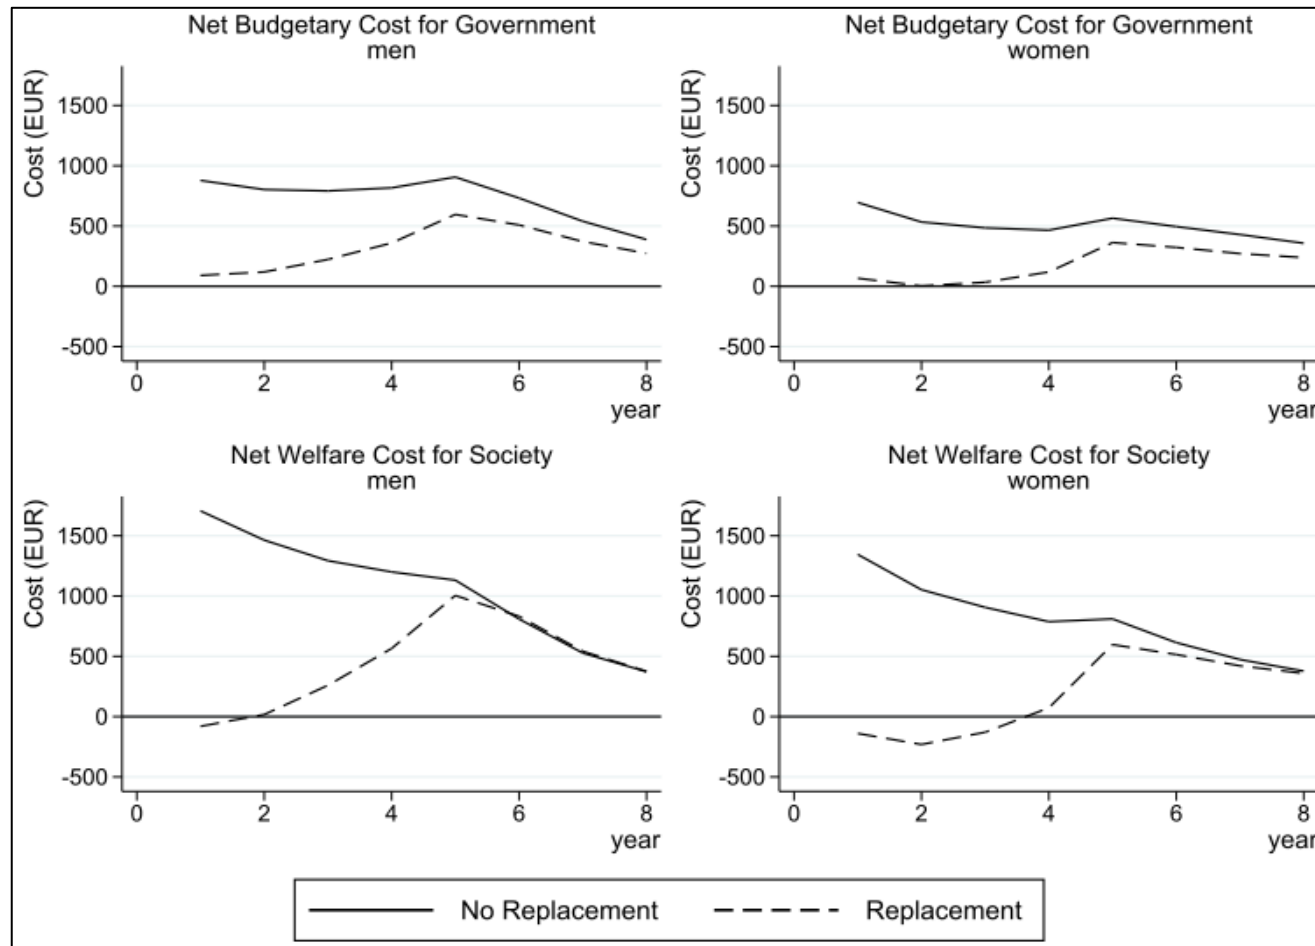 Net Budgetary Cost for Government
men
Cost (EUR)
1500
1000
500
0
-500
0 2 4 6 8
year
Net Budgetary Cost for Government
women
Cost (EUR)
1500
1000
500
0
-500
0 2 4 6 8
year
Net Welfare Cost for Society
men
Cost (EUR)
1500
1000
500
0
-500
0 2 4 6 8
year
Net Welfare Cost for Society
women
Cost (EUR)
1500
1000
500
0
-500
0 2 4 6 8
year
No Replacement Replacement